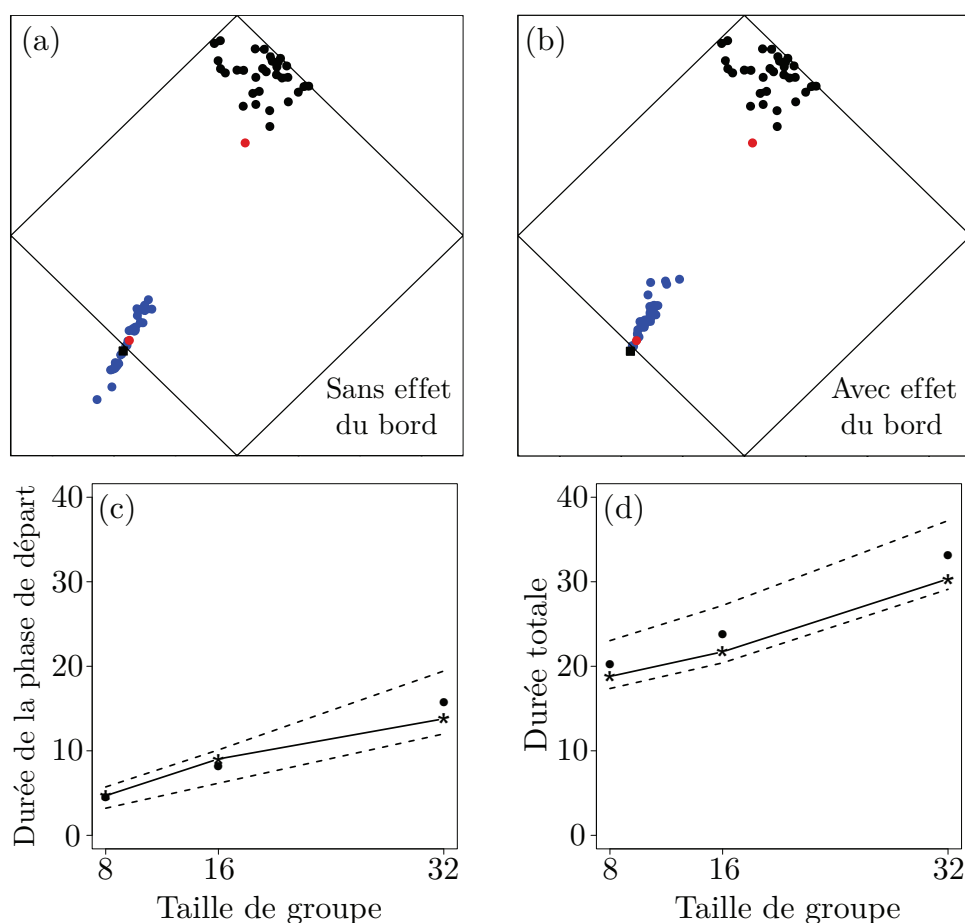 (a)
Sans effet
du bord
(b)
Avec effet
du bord
(c)
Durée de la phase de départ
40
30
20
10
0
8
16
32
Taille de groupe
(d)
Durée totale
40
30
20
10
0
8
16
32
Taille de groupe